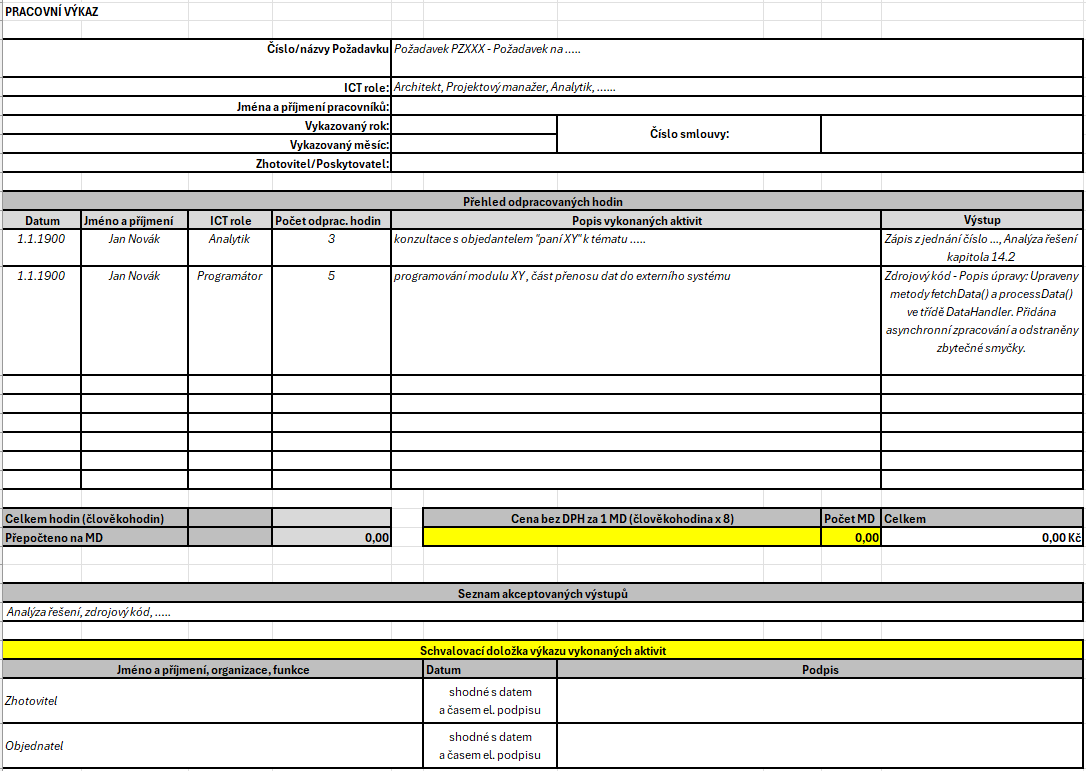 PRACOVNÍ VÝKAZ
Číslo/názvy Požadavku Požadavek PZXXX - Požadavek na .....
ICT role: Architekt, Projektový manažer, Analytik, ......
Jména a příjmení pracovníků:
Vykazovaný rok:
Číslo smlouvy:
Vykazovaný měsíc:
Zhotovitel/Poskytovatel:
Přehled odpracovaných hodin
Datum Jméno a příjmení ICT role Počet odprac. hodin Popis vykonaných aktivit Výstup
1.1.1900 Jan Novák Analytik 3 konzultace s objedantelem "paní XY" k tématu ..... Zápis z jednání číslo ..., Analýza řešení
kapitola 14.2
1.1.1900 Jan Novák Programátor 5 programování modulu XY, část přenosu dat do externího systému Zdrojový kód - Popis úpravy: Upraveny
metody fetchData() a processData()
ve třídě DataHandler. Přidána
asynchronní zpracování a odstraněny
zbytečné smyčky.
Celkem hodin (člověkohodin) Cena bez DPH za 1 MD (člověkohodina x 8) Počet MD Celkem
Přepočteno na MD 0,00 0,00 0,00 Kč
Seznam akceptovaných výstupů
Analýza řešení, zdrojový kód, .....
Schvalovací doložka výkazu vykonaných aktivit
Jméno a příjmení, organizace, funkce Datum Podpis
Zhotovitel shodné s datem
a časem el. podpisu
Objednatel shodné s datem
a časem el. podpisu